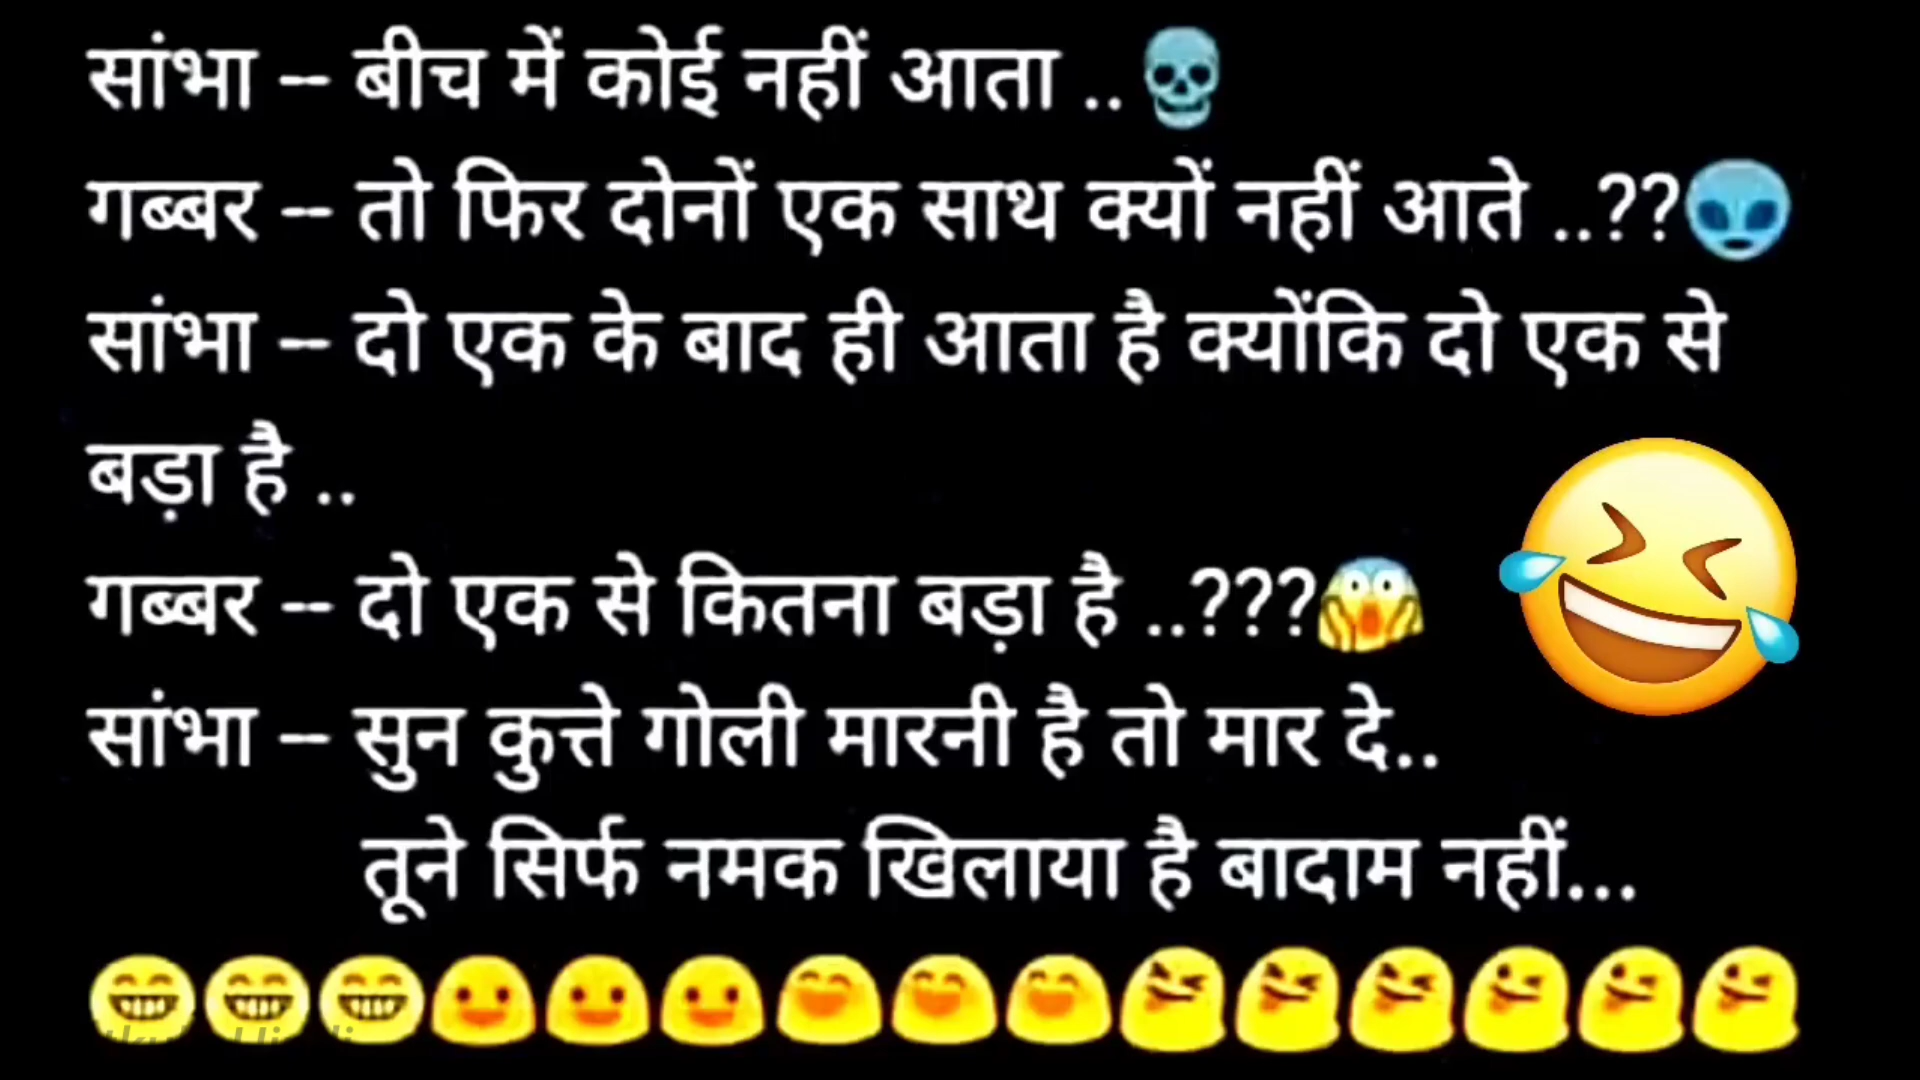 सांभा – बीच में कोई नहीं आता ..💀
गब्बर – तो फिर दोनों एक साथ क्यों नहीं आते ..??👽
सांभा – दो एक के बाद ही आता है क्योंकि दो एक से
बड़ा है ..
गब्बर – दो एक से कितना बड़ा है ..???😱
सांभा – सुन कुत्ते गोली मारनी है तो मार दे..
तूने सिर्फ नमक खिलाया है बादाम नहीं...